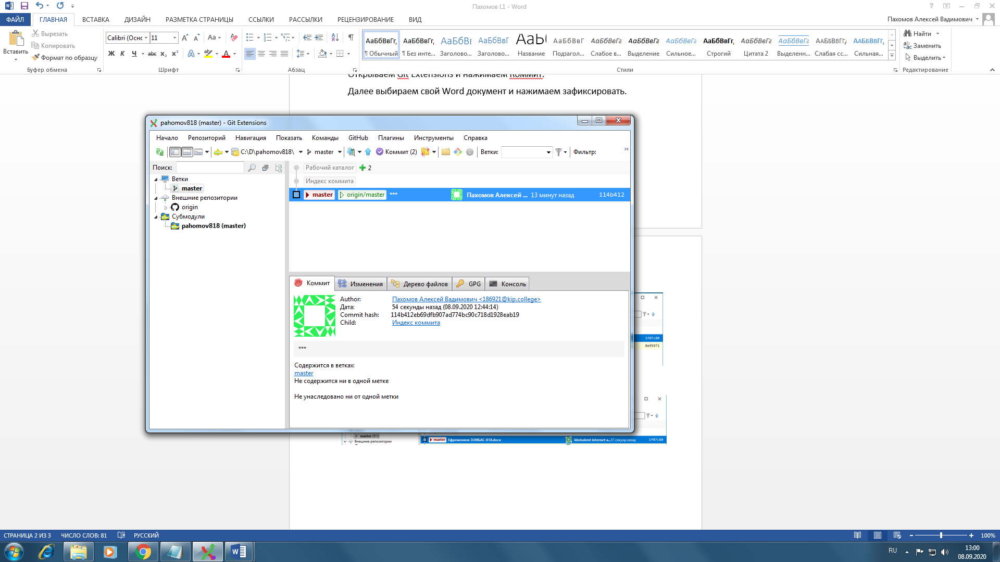 Пахомов L1 - Word
ФАЙЛ ГЛАВНАЯ ВСТАВКА ДИЗАЙН РАЗМЕТКА СТРАНИЦЫ ССЫЛКИ РАССЫЛКИ РЕЦЕНЗИРОВАНИЕ ВИД Пахомов Алексей Вадимович
Вставить
Вырезать
Копировать
Формат по образцу
Буфер обмена
Calibri (Оснс 11
Ж К Ч abc x₂ x²
Шрифт
Абзац
АаБбВвГг, АаБбВвГг, АаБбВв АаБбВвГ АаБбВвГ АаБбВвГг АаБбВвГг АаБбВвГг АаБбВвГг АаБбВвГг АаБбВвГг
¶ Обычный ¶ Без инте... Заголово... Заголово... Название Подзагол... Слабое в... Выделение Сильное... Строгий Цитата 2 Выделенн... Слабая сс... Сильная...
Стили
Найти
Заменить
Выделить
Редактирование
Открываем Git Extensions и нажимаем Коммит.
Далее выбираем свой Word документ и нажимаем зафиксировать.
pahomov818 (master) - Git Extensions
Начало Репозиторий Навигация Показать Команды GitHub Плагины Инструменты Справка
C:\D\pahomov818\ master Коммит (2) Ветки: Фильтр:
Поиск:
Ветки
master
Внешние репозитории
origin
Субмодули
pahomov818 (master)
Рабочий каталог 2
Индекс коммита
master origin/master *** Пахомов Алексей ... 13 минут назад 114b412
Коммит Изменения Дерево файлов GPG Консоль
Author: Пахомов Алексей Вадимович <186921@kip.college>
Дата: 54 секунды назад (08.09.2020 12:44:14)
Commit hash: 114b412eb69dfb907ad774bc90c718d1928eab19
Child: Индекс коммита
***
Содержится в ветках:
master
Не содержится ни в одной метке
Не унаследовано ни от одной метки
1f07c80
8e95971
master (1↑)
Внешние репозитории
master Ефременков ЗОИБАС-818.docx kbstudent internet a... 57 секунд назад 1f07c80
СТРАНИЦА 2 ИЗ 3 ЧИСЛО СЛОВ: 81 РУССКИЙ 100%
RU 13:00
08.09.2020